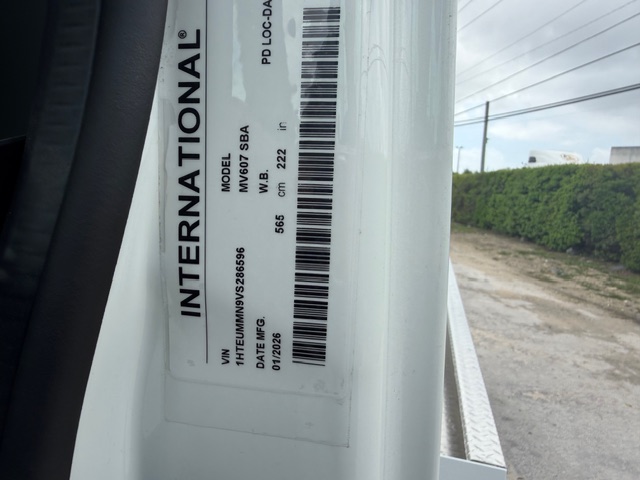 INTERNATIONAL®
VIN
1HTEUMMN9VS286596
MODEL
MV607 SBA
DATE MFG.
01/2026
W.B.
565 cm 222 in
PD LOC-DA